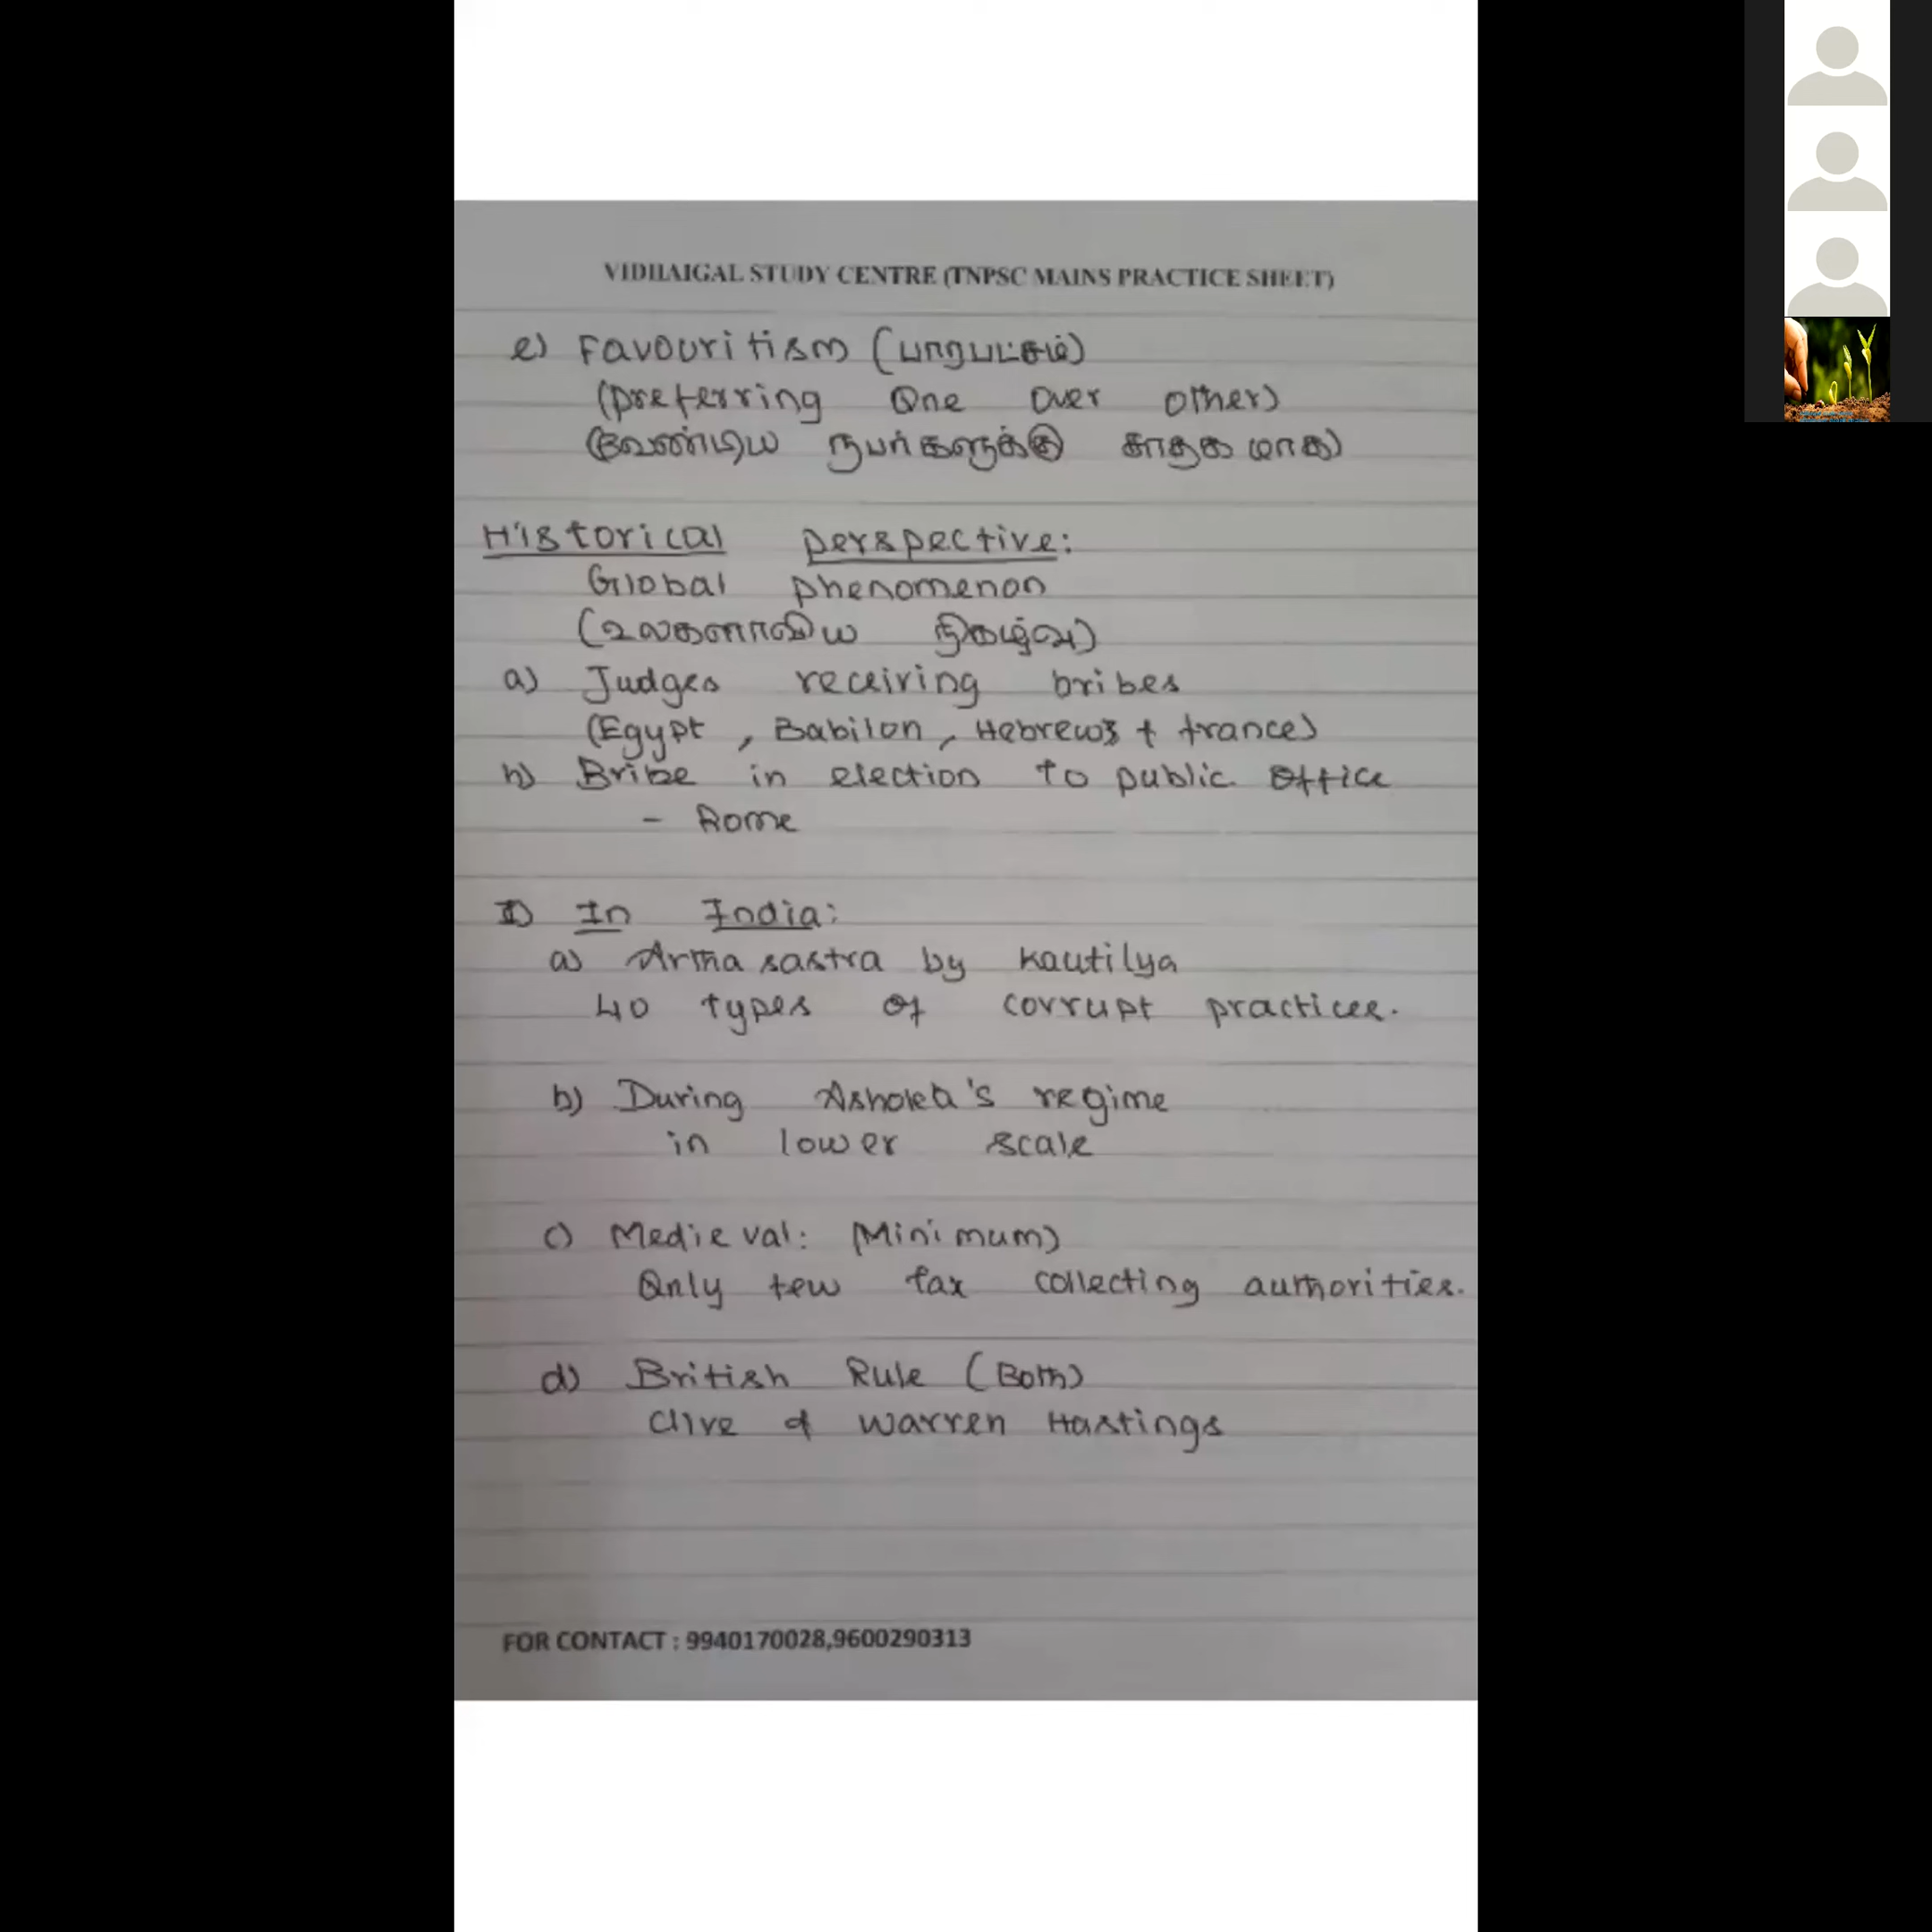 VIDHAIGAL STUDY CENTRE (TNPSC MAINS PRACTICE SHEET)
e) Favouritism (பாரபட்சம்)
(preferring One Over other)
(வேண்டிய நபர்களுக்கு சாதகமாக)
Historical perspective:
Global phenomenon
(உலகளாவிய நிகழ்வு)
a) Judges receiving bribes
(Egypt, Babilon, Hebrews + france)
b) Bribe in election to public office
- Rome
I) In India:
a) Arthasastra by Kautilya
40 types of corrupt practices.
b) During Ashoka's regime
in lower scale
c) Medieval: (Minimum)
Only few tax collecting authorities.
d) British Rule (Both)
Clive & Warren Hastings
FOR CONTACT : 9940170028,9600290313